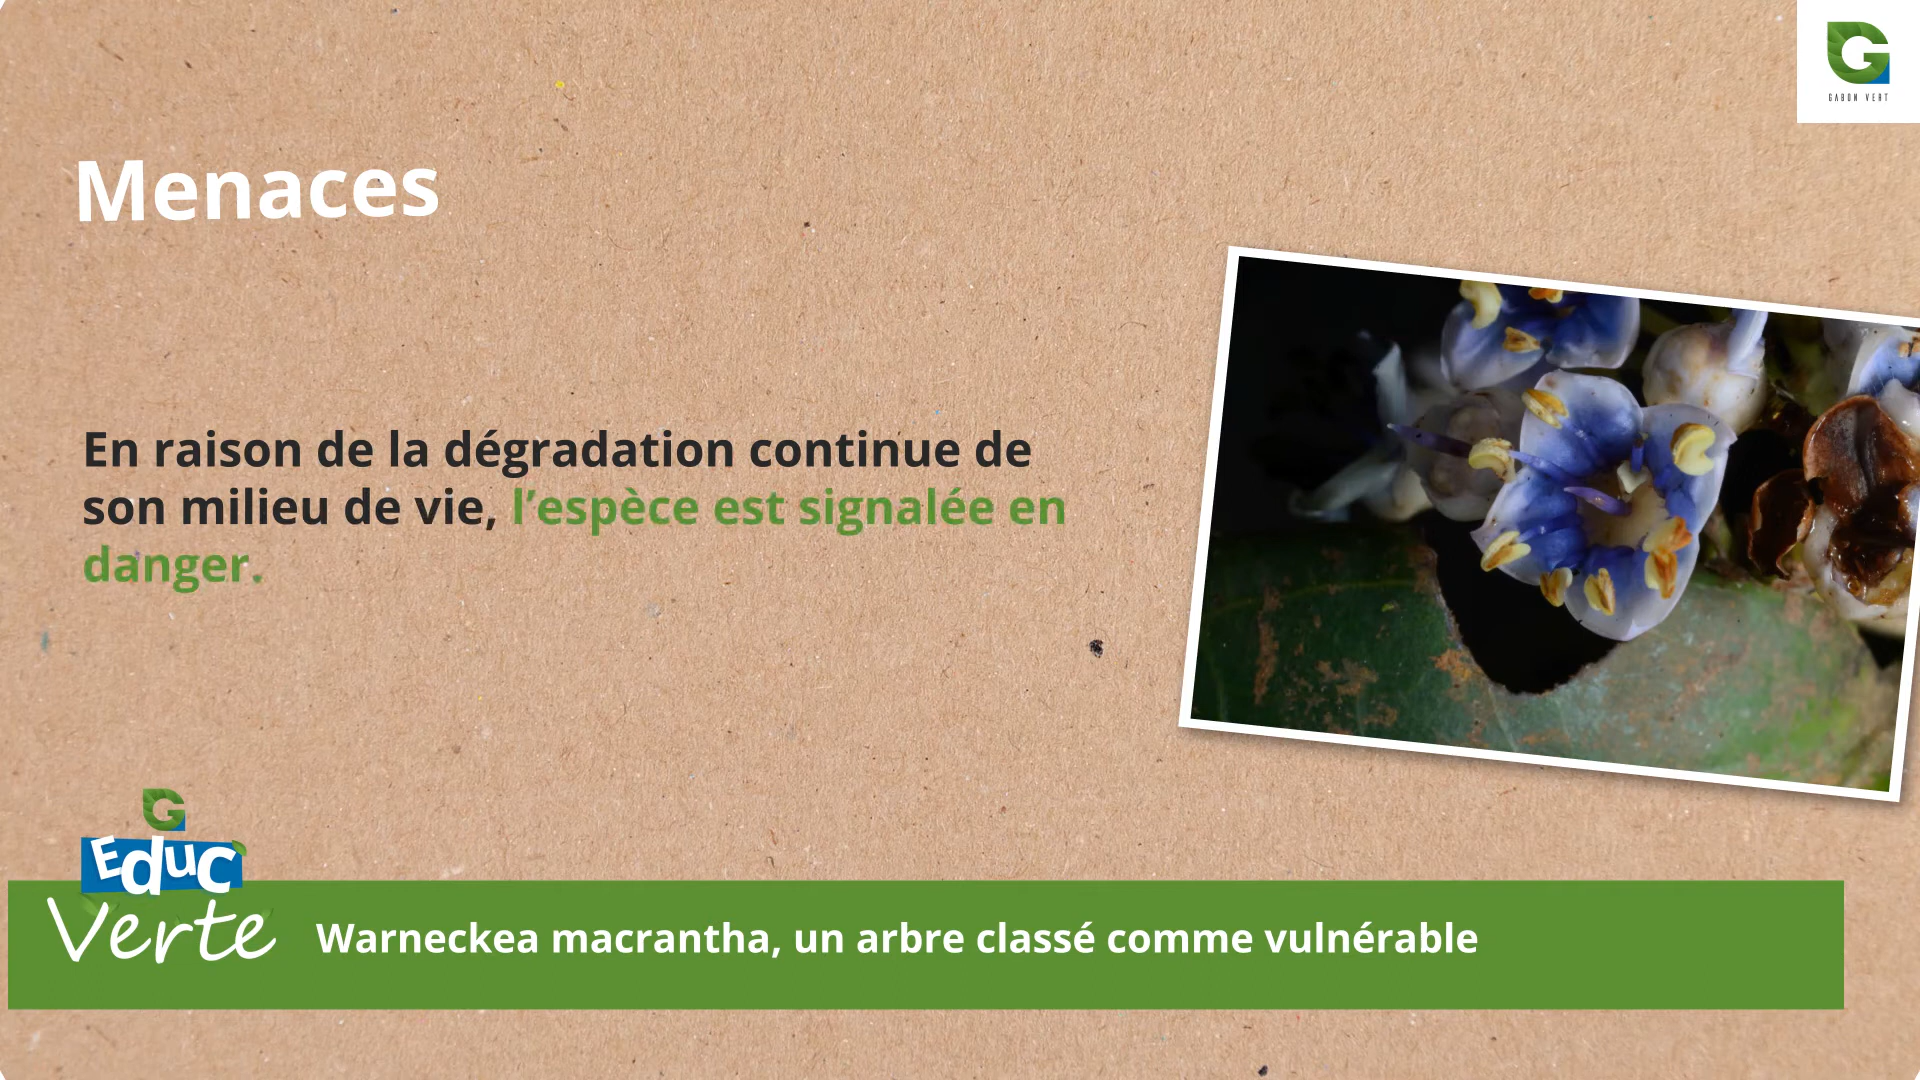 GABON VERT
Menaces
En raison de la dégradation continue de
son milieu de vie, l’espèce est signalée en
danger.
Educ
Verte
Warneckea macrantha, un arbre classé comme vulnérable